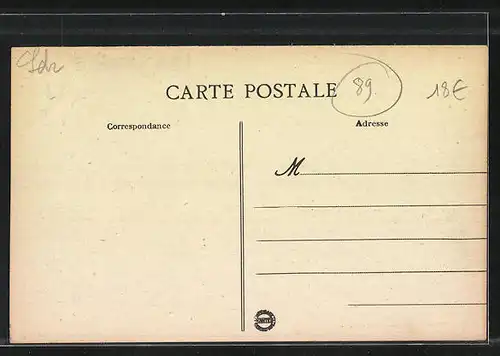 CARTE POSTALE
89
18€
Correspondance
Adresse
M